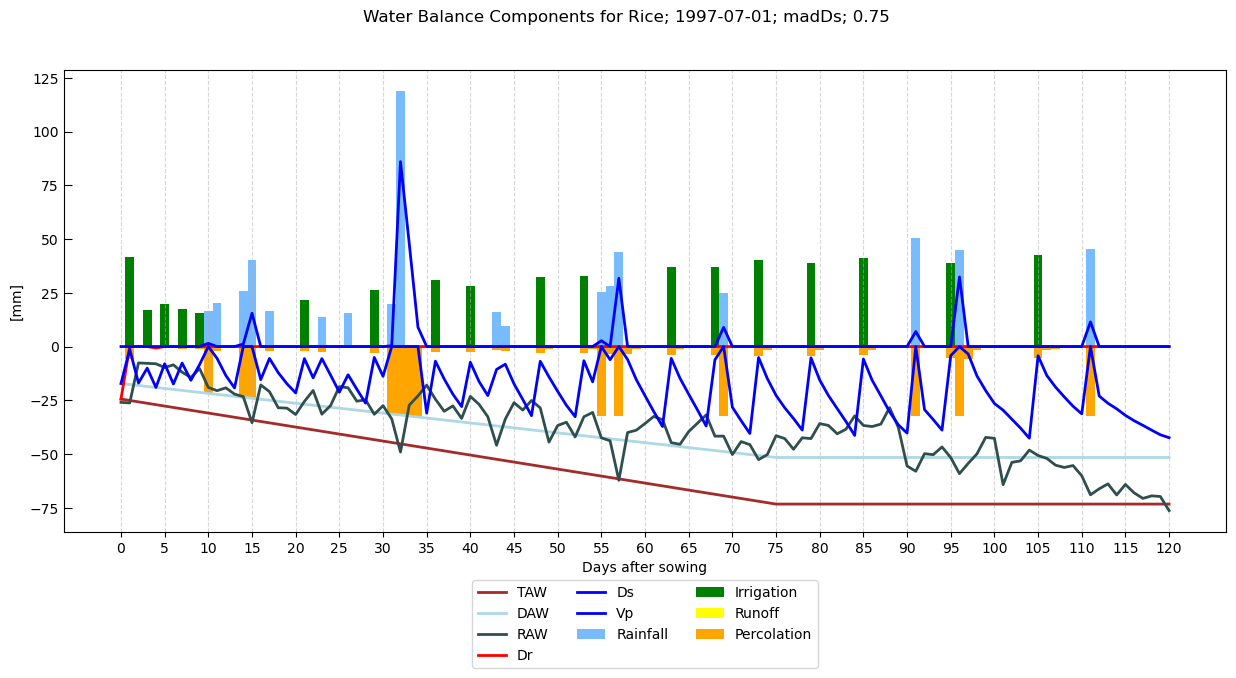 Water Balance Components for Rice; 1997-07-01; madDs; 0.75
125
100
75
50
25
0
−25
−50
−75
[mm]
0 5 10 15 20 25 30 35 40 45 50 55 60 65 70 75 80 85 90 95 100 105 110 115 120
Days after sowing
TAW Ds Irrigation
DAW Vp Runoff
RAW Rainfall Percolation
Dr